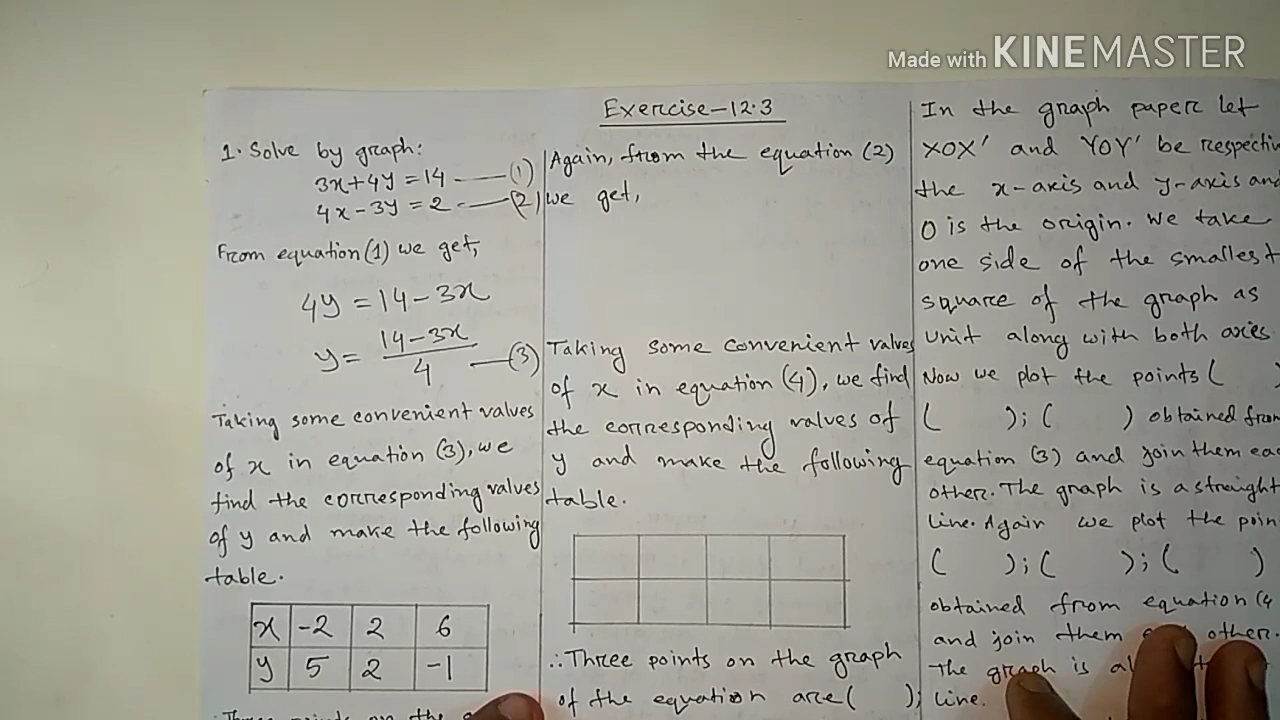 Made with KINEMASTER
Exercise-12.3
1. Solve by graph:
3x+4y = 14 —— (1)
4x-3y = 2 —— (2)
From equation (1) we get,
4y = 14-3x
y = 14-3x / 4 —— (3)
Taking some convenient values
of x in equation (3), we
find the corresponding values
of y and make the following
table.
x -2 2 6
y 5 2 -1
∴ Three points on the
Again, from the equation (2)
we get,
Taking some convenient values
of x in equation (4), we find
the corresponding values of
y and make the following
table.
∴ Three points on the graph
of the equation are ( );
In the graph paper let
XOX' and YOY' be respectiv
the x-axis and y-axis and
O is the origin. We take
one side of the smallest
square of the graph as
unit along with both axies
Now we plot the points ( )
( ); ( ) obtained from
equation (3) and join them eac
other. The graph is a straight
line. Again we plot the poin
( ); ( ); ( )
obtained from equation (4
and join them other.
The graph is
line.